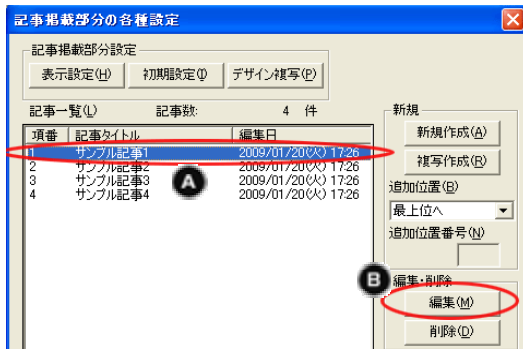 記事掲載部分の各種設定
記事掲載部分設定
表示設定(H) 初期設定(I) デザイン複写(P)
記事一覧(L) 記事数: 4 件
項番 記事タイトル 編集日
1 サンプル記事1 2009/01/20(火) 17:26
2 サンプル記事2 2009/01/20(火) 17:26
3 サンプル記事3 2009/01/20(火) 17:26
4 サンプル記事4 2009/01/20(火) 17:26
A
新規
新規作成(A)
複写作成(R)
追加位置(B)
最上位へ
追加位置番号(N)
B
編集・削除
編集(M)
削除(D)